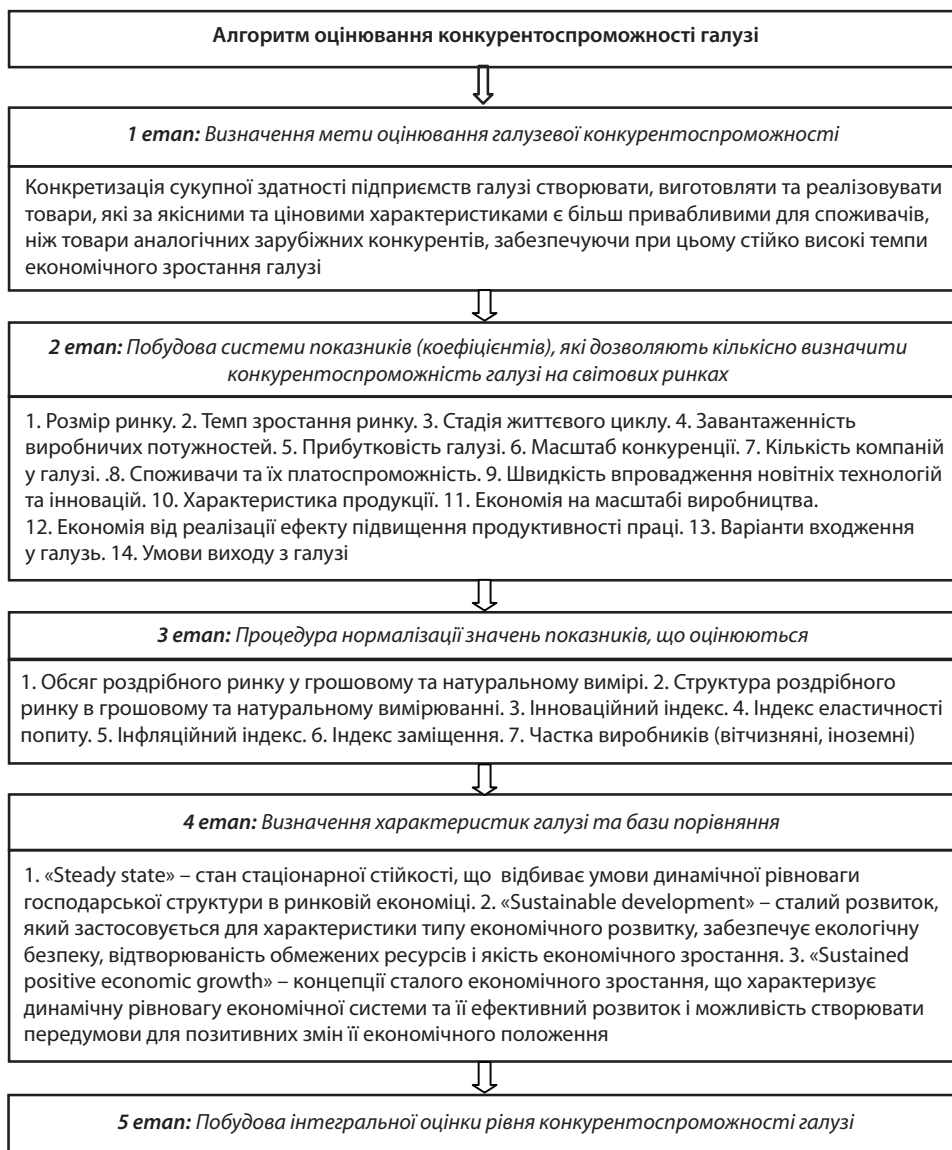 Алгоритм оцінювання конкурентоспроможності галузі
1 етап: Визначення мети оцінювання галузевої конкурентоспроможності
Конкретизація сукупної здатності підприємств галузі створювати, виготовляти та реалізовувати
товари, які за якісними та ціновими характеристиками є більш привабливими для споживачів,
ніж товари аналогічних зарубіжних конкурентів, забезпечуючи при цьому стійко високі темпи
економічного зростання галузі
2 етап: Побудова системи показників (коефіцієнтів), які дозволяють кількісно визначити
конкурентоспроможність галузі на світових ринках
1. Розмір ринку. 2. Темп зростання ринку. 3. Стадія життєвого циклу. 4. Завантаженність
виробничих потужностей. 5. Прибутковість галузі. 6. Масштаб конкуренції. 7. Кількість компаній
у галузі. .8. Споживачи та їх платоспроможність. 9. Швидкість впровадження новітніх технологій
та інновацій. 10. Характеристика продукції. 11. Економія на масштабі виробництва.
12. Економія від реалізації ефекту підвищення продуктивності праці. 13. Варіанти входження
у галузь. 14. Умови виходу з галузі
3 етап: Процедура нормалізації значень показників, що оцінюються
1. Обсяг роздрібного ринку у грошовому та натуральному вимірі. 2. Структура роздрібного
ринку в грошовому та натуральному вимірюванні. 3. Інноваційний індекс. 4. Індекс еластичності
попиту. 5. Інфляційний індекс. 6. Індекс заміщення. 7. Частка виробників (вітчизняні, іноземні)
4 етап: Визначення характеристик галузі та бази порівняння
1. «Steady state» – стан стаціонарної стійкості, що відбиває умови динамічної рівноваги
господарської структури в ринковій економіці. 2. «Sustainable development» – сталий розвиток,
який застосовується для характеристики типу економічного розвитку, забезпечує екологічну
безпеку, відтворюваність обмежених ресурсів і якість економічного зростання. 3. «Sustained
positive economic growth» – концепції сталого економічного зростання, що характеризує
динамічну рівновагу економічної системи та її ефективний розвиток і можливість створювати
передумови для позитивних змін її економічного положення
5 етап: Побудова інтегральної оцінки рівня конкурентоспроможності галузі